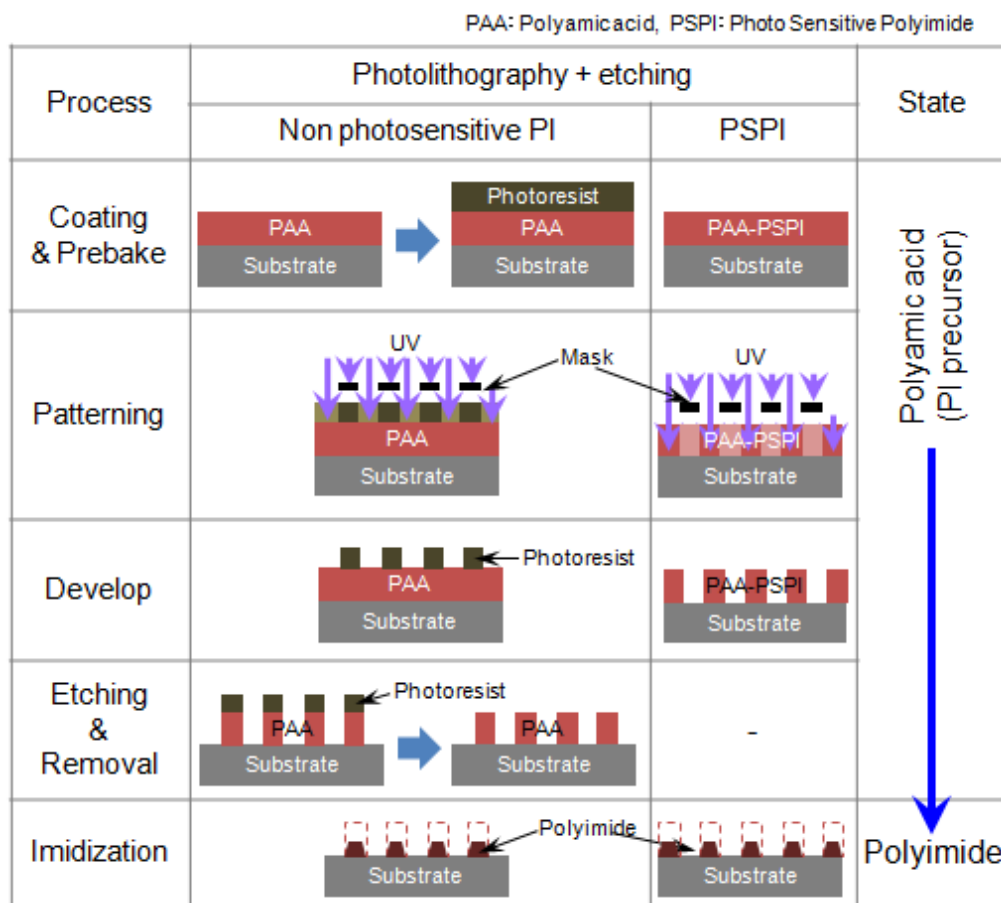 PAA: Polyamic acid, PSPI: Photo Sensitive Polyimide
Process
Photolithography + etching
State
Non photosensitive PI
PSPI
Coating
& Prebake
PAA
Substrate
Photoresist
PAA
Substrate
PAA-PSPI
Substrate
Polyamic acid
(PI precursor)
Patterning
UV
Mask
UV
PAA
Substrate
PAA-PSPI
Substrate
Develop
Photoresist
PAA
Substrate
PAA-PSPI
Substrate
Etching
&
Removal
Photoresist
PAA
Substrate
PAA
Substrate
-
Imidization
Polyimide
Substrate
Substrate
Polyimide